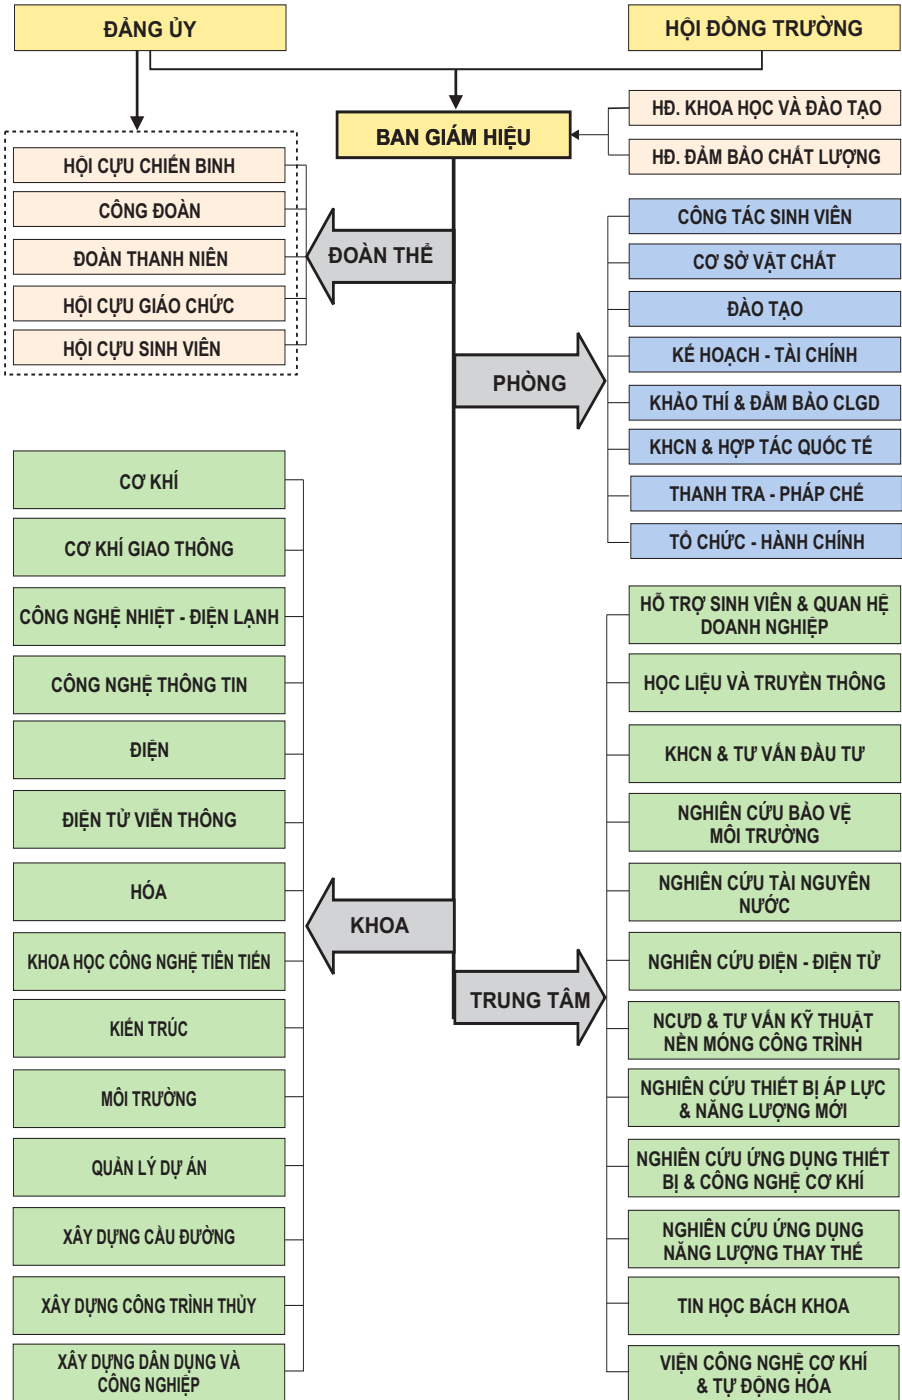 ĐẢNG ỦY
HỘI ĐỒNG TRƯỜNG
BAN GIÁM HIỆU
HĐ. KHOA HỌC VÀ ĐÀO TẠO
HĐ. ĐẢM BẢO CHẤT LƯỢNG
HỘI CỰU CHIẾN BINH
CÔNG ĐOÀN
ĐOÀN THANH NIÊN
HỘI CỰU GIÁO CHỨC
HỘI CỰU SINH VIÊN
ĐOÀN THỂ
PHÒNG
CÔNG TÁC SINH VIÊN
CƠ SỞ VẬT CHẤT
ĐÀO TẠO
KẾ HOẠCH - TÀI CHÍNH
KHẢO THÍ & ĐẢM BẢO CLGD
KHCN & HỢP TÁC QUỐC TẾ
THANH TRA - PHÁP CHẾ
TỔ CHỨC - HÀNH CHÍNH
CƠ KHÍ
CƠ KHÍ GIAO THÔNG
CÔNG NGHỆ NHIỆT - ĐIỆN LẠNH
CÔNG NGHỆ THÔNG TIN
ĐIỆN
ĐIỆN TỬ VIỄN THÔNG
HÓA
KHOA HỌC CÔNG NGHỆ TIÊN TIẾN
KIẾN TRÚC
MÔI TRƯỜNG
QUẢN LÝ DỰ ÁN
XÂY DỰNG CẦU ĐƯỜNG
XÂY DỰNG CÔNG TRÌNH THỦY
XÂY DỰNG DÂN DỤNG VÀ
CÔNG NGHIỆP
KHOA
TRUNG TÂM
HỖ TRỢ SINH VIÊN & QUAN HỆ
DOANH NGHIỆP
HỌC LIỆU VÀ TRUYỀN THÔNG
KHCN & TƯ VẤN ĐẦU TƯ
NGHIÊN CỨU BẢO VỆ
MÔI TRƯỜNG
NGHIÊN CỨU TÀI NGUYÊN
NƯỚC
NGHIÊN CỨU ĐIỆN - ĐIỆN TỬ
NCƯD & TƯ VẤN KỸ THUẬT
NỀN MÓNG CÔNG TRÌNH
NGHIÊN CỨU THIẾT BỊ ÁP LỰC
& NĂNG LƯỢNG MỚI
NGHIÊN CỨU ỨNG DỤNG THIẾT
BỊ & CÔNG NGHỆ CƠ KHÍ
NGHIÊN CỨU ỨNG DỤNG
NĂNG LƯỢNG THAY THẾ
TIN HỌC BÁCH KHOA
VIỆN CÔNG NGHỆ CƠ KHÍ
& TỰ ĐỘNG HÓA